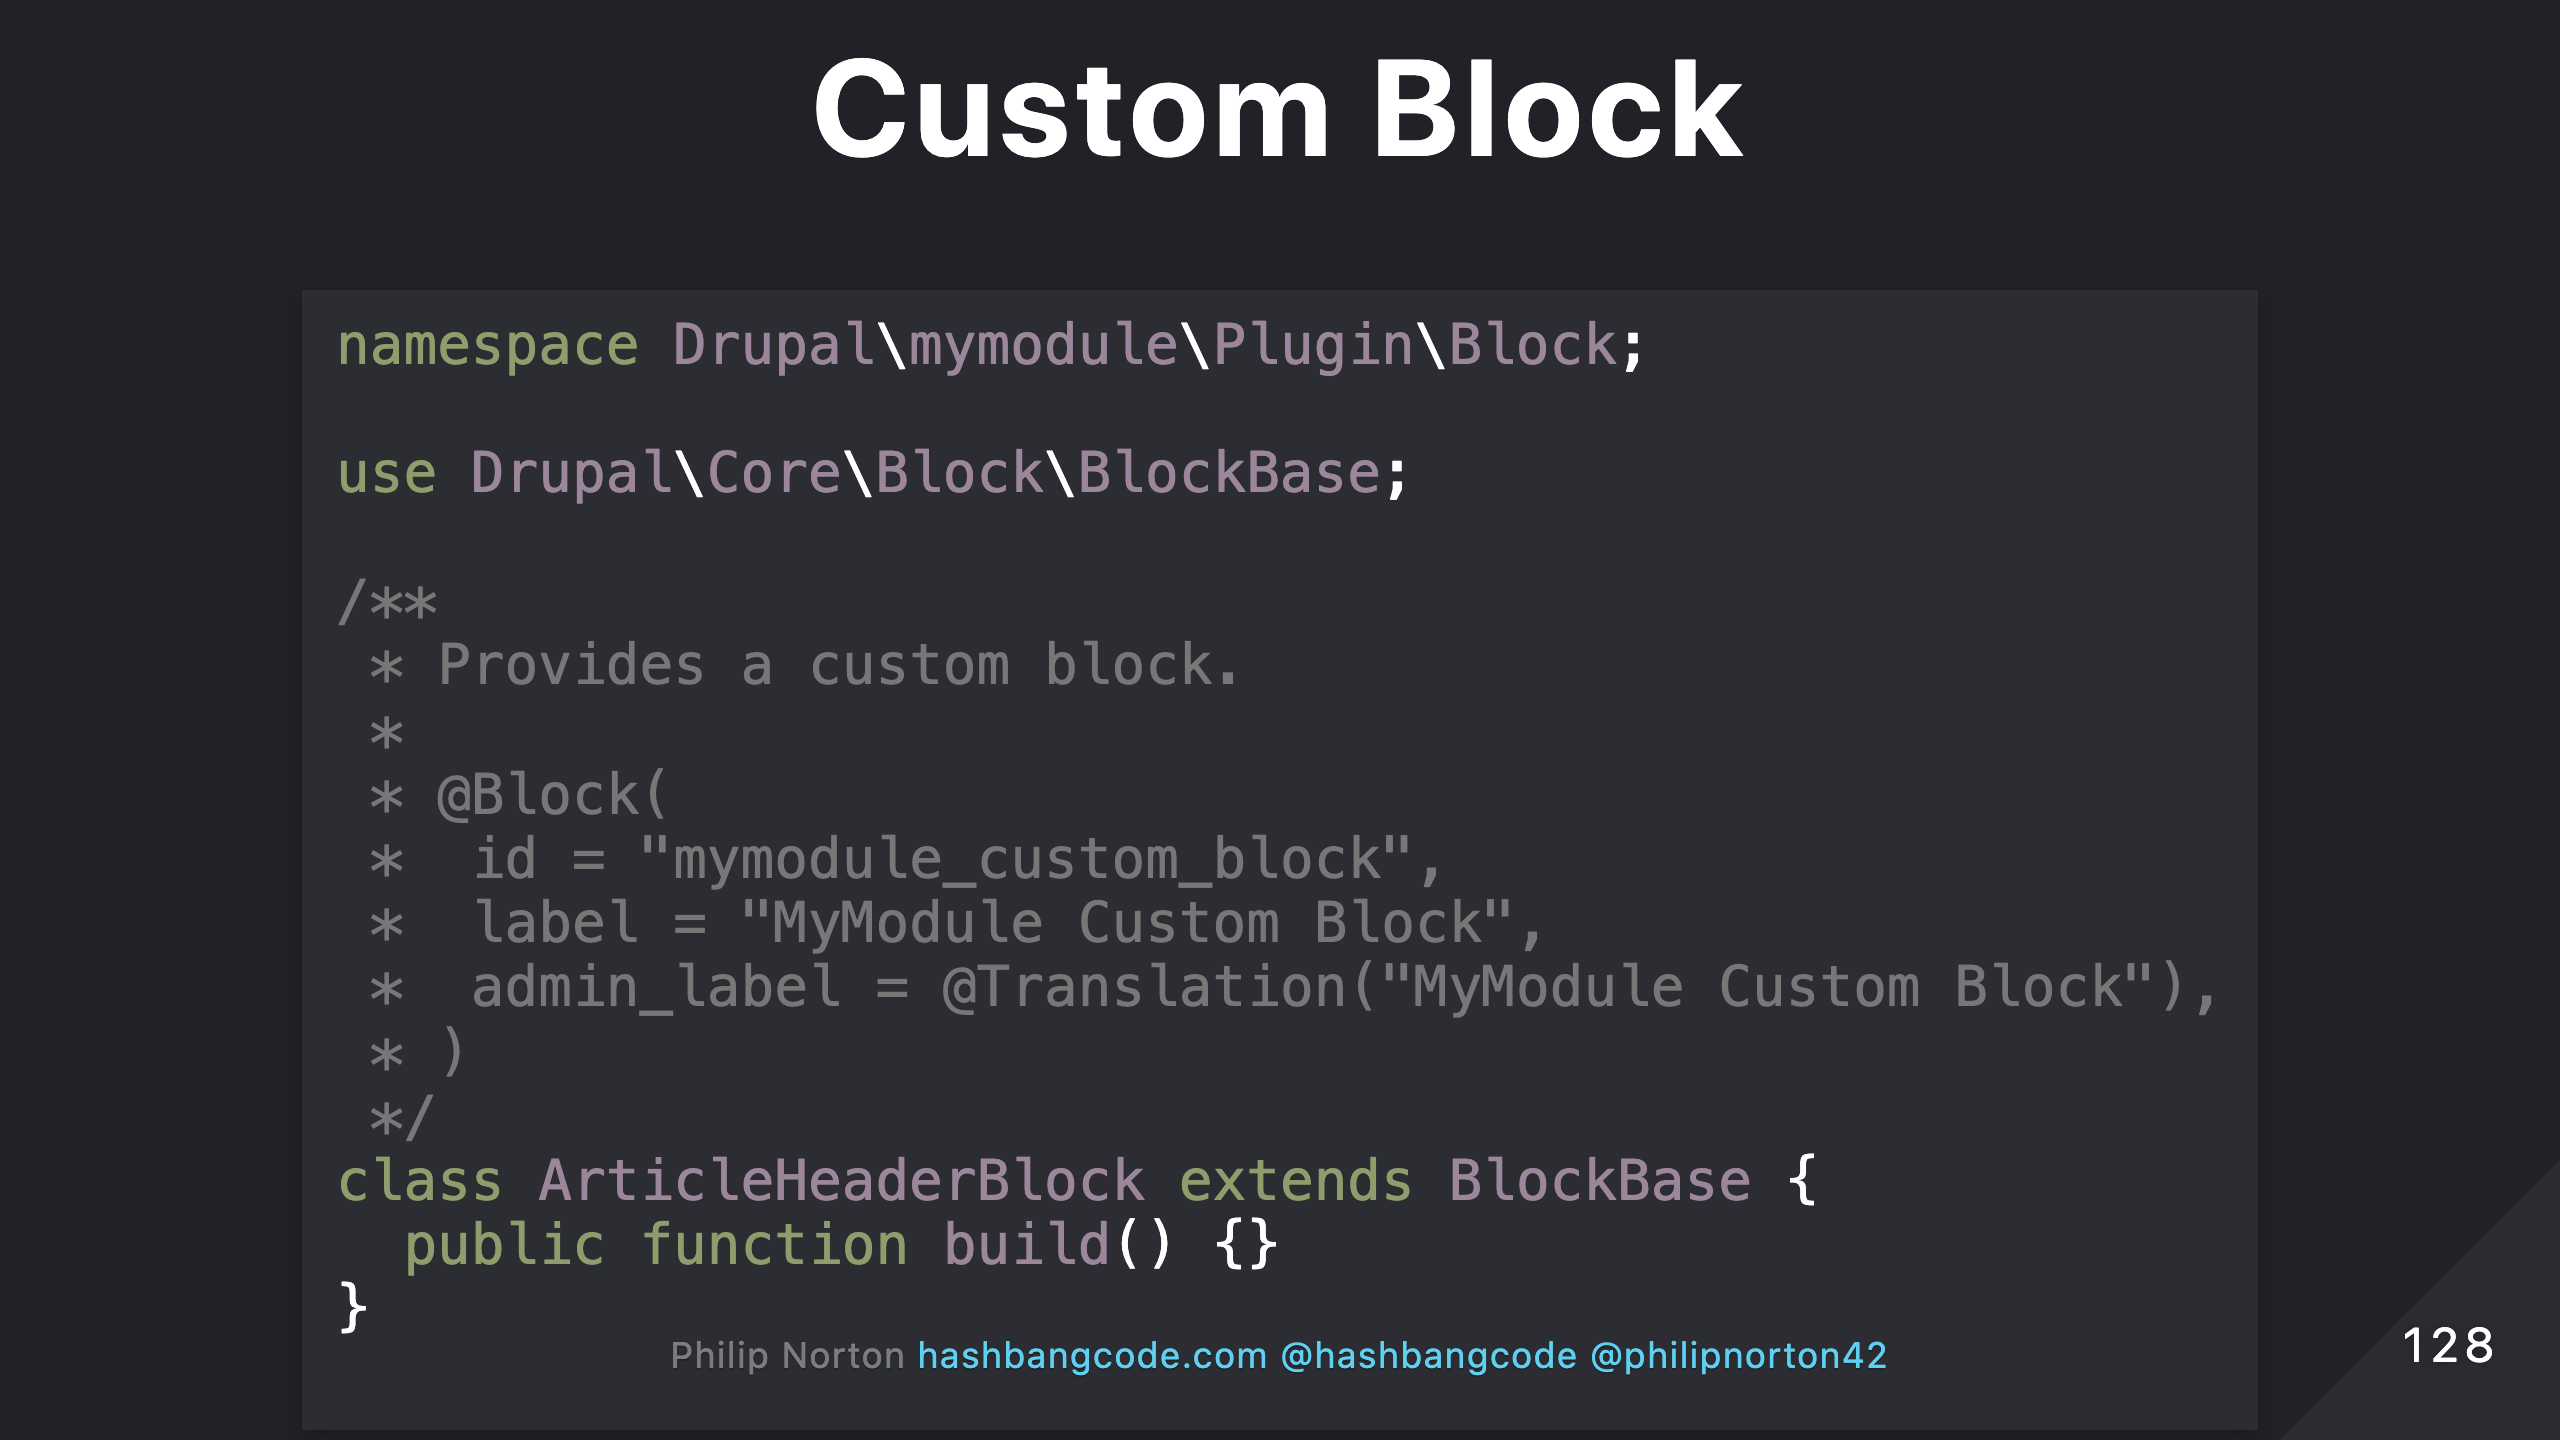 Custom Block
namespace Drupal\mymodule\Plugin\Block;
use Drupal\Core\Block\BlockBase;
/**
 * Provides a custom block.
 *
 * @Block(
 *  id = "mymodule_custom_block",
 *  label = "MyModule Custom Block",
 *  admin_label = @Translation("MyModule Custom Block"),
 * )
 */
class ArticleHeaderBlock extends BlockBase {
  public function build() {}
}
Philip Norton hashbangcode.com @hashbangcode @philipnorton42
128